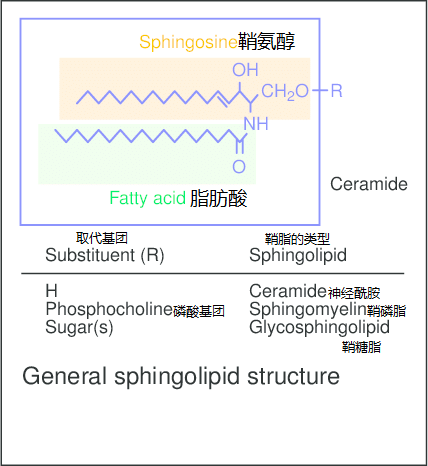 Sphingosine鞘氨醇
OH
CH₂O
R
NH
O
Fatty acid 脂肪酸
Ceramide
取代基团 鞘脂的类型
Substituent (R) Sphingolipid
H Ceramide神经酰胺
Phosphocholine磷酸基团 Sphingomyelin鞘磷脂
Sugar(s) Glycosphingolipid
鞘糖脂
General sphingolipid structure